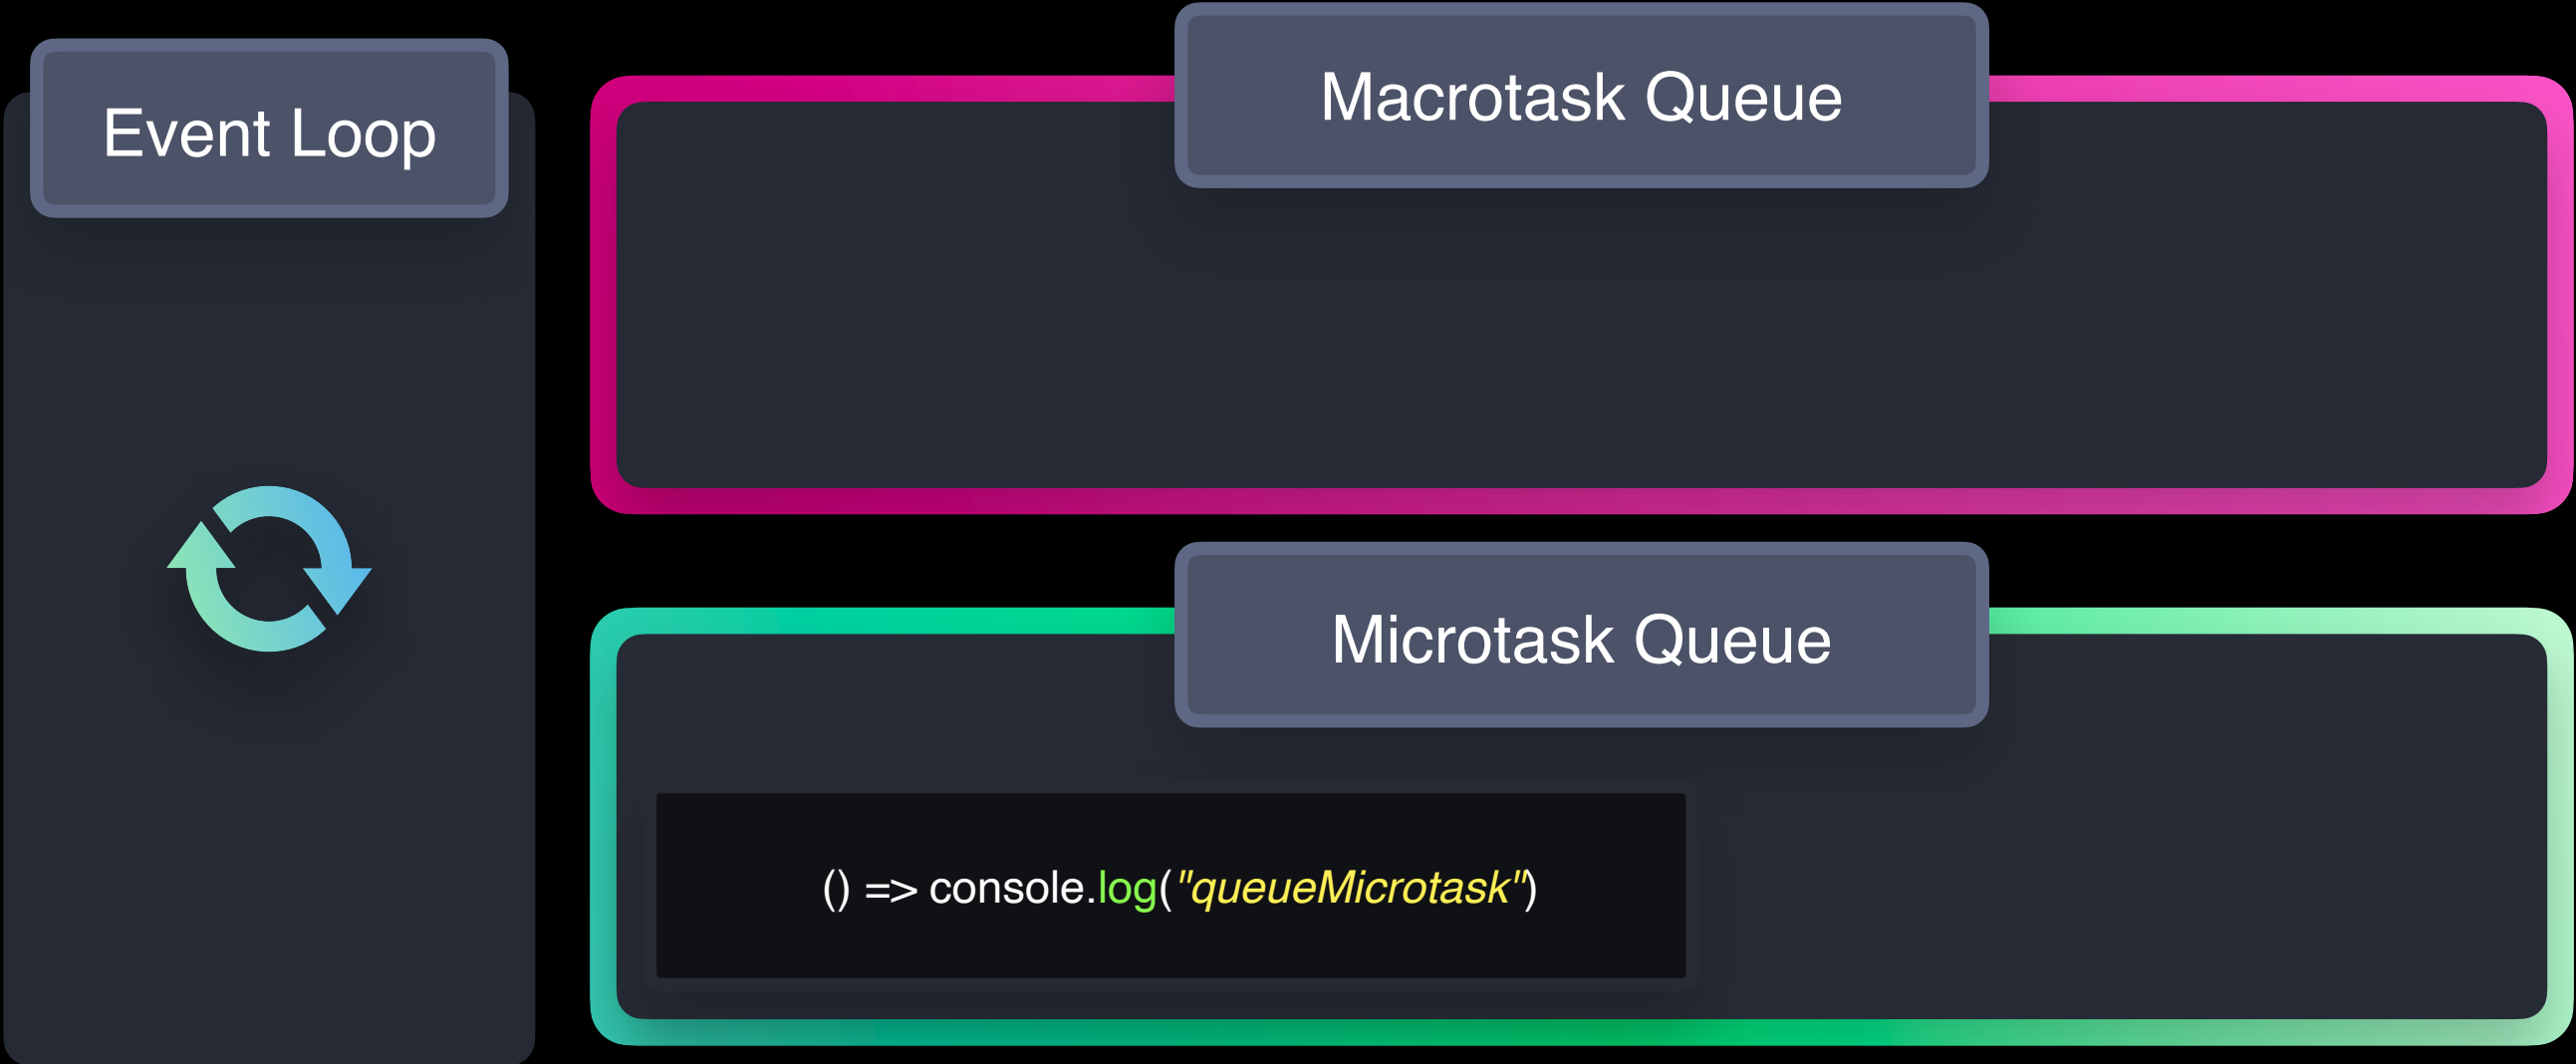 Event Loop
Macrotask Queue
Microtask Queue
() => console.log("queueMicrotask")